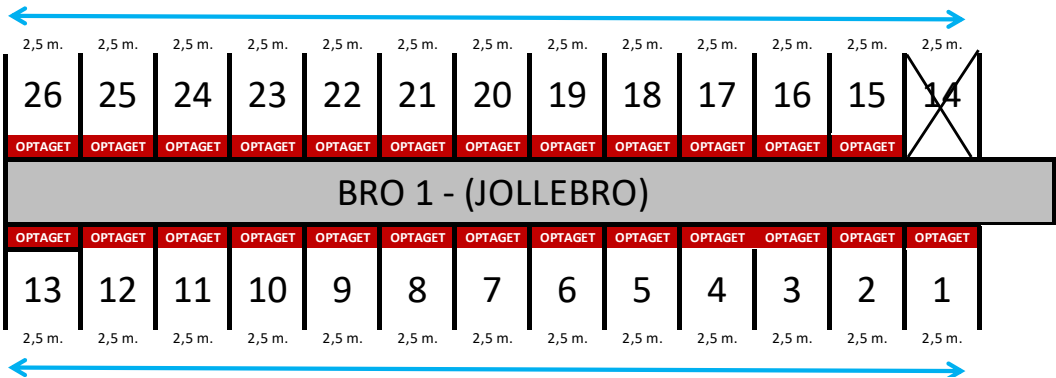 2,5 m. 2,5 m. 2,5 m. 2,5 m. 2,5 m. 2,5 m. 2,5 m. 2,5 m. 2,5 m. 2,5 m. 2,5 m. 2,5 m. 2,5 m.
26 25 24 23 22 21 20 19 18 17 16 15 14
OPTAGET OPTAGET OPTAGET OPTAGET OPTAGET OPTAGET OPTAGET OPTAGET OPTAGET OPTAGET OPTAGET OPTAGET
BRO 1 - (JOLLEBRO)
OPTAGET OPTAGET OPTAGET OPTAGET OPTAGET OPTAGET OPTAGET OPTAGET OPTAGET OPTAGET OPTAGET OPTAGET OPTAGET
13 12 11 10 9 8 7 6 5 4 3 2 1
2,5 m. 2,5 m. 2,5 m. 2,5 m. 2,5 m. 2,5 m. 2,5 m. 2,5 m. 2,5 m. 2,5 m. 2,5 m. 2,5 m. 2,5 m.